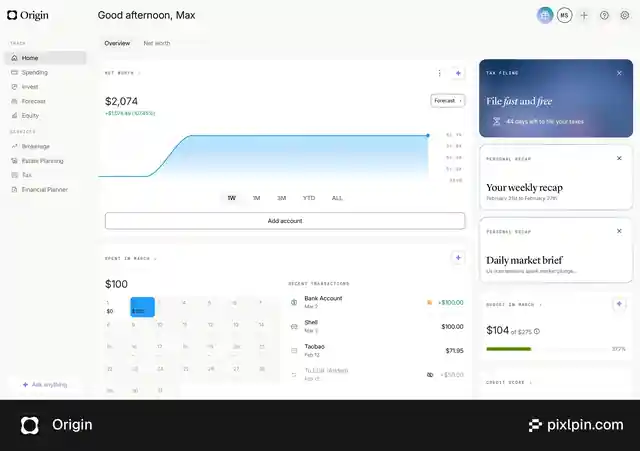 Origin
Good afternoon, Max
MS
TRACK
Home
Spending
Invest
Forecast
Equity
SERVICES
Brokerage
Estate Planning
Tax
Financial Planner
Ask anything
Overview
Net worth
NET WORTH
$2,074
Forecast
1W
1M
3M
YTD
ALL
Add account
SPENT IN MARCH
$100
$0
$100
RECENT TRANSACTIONS
Bank Account
Mar 2
+$100.00
Shell
$100.00
Taobao
$71.95
TAX FILING
File fast and free
44 days left to file your taxes
PERSONAL RECAP
Your weekly recap
February 21st to February 27th
PERSONAL RECAP
Daily market brief
BUDGET IN MARCH
$104 of $275
CREDIT SCORE
Origin
pixlpin.com